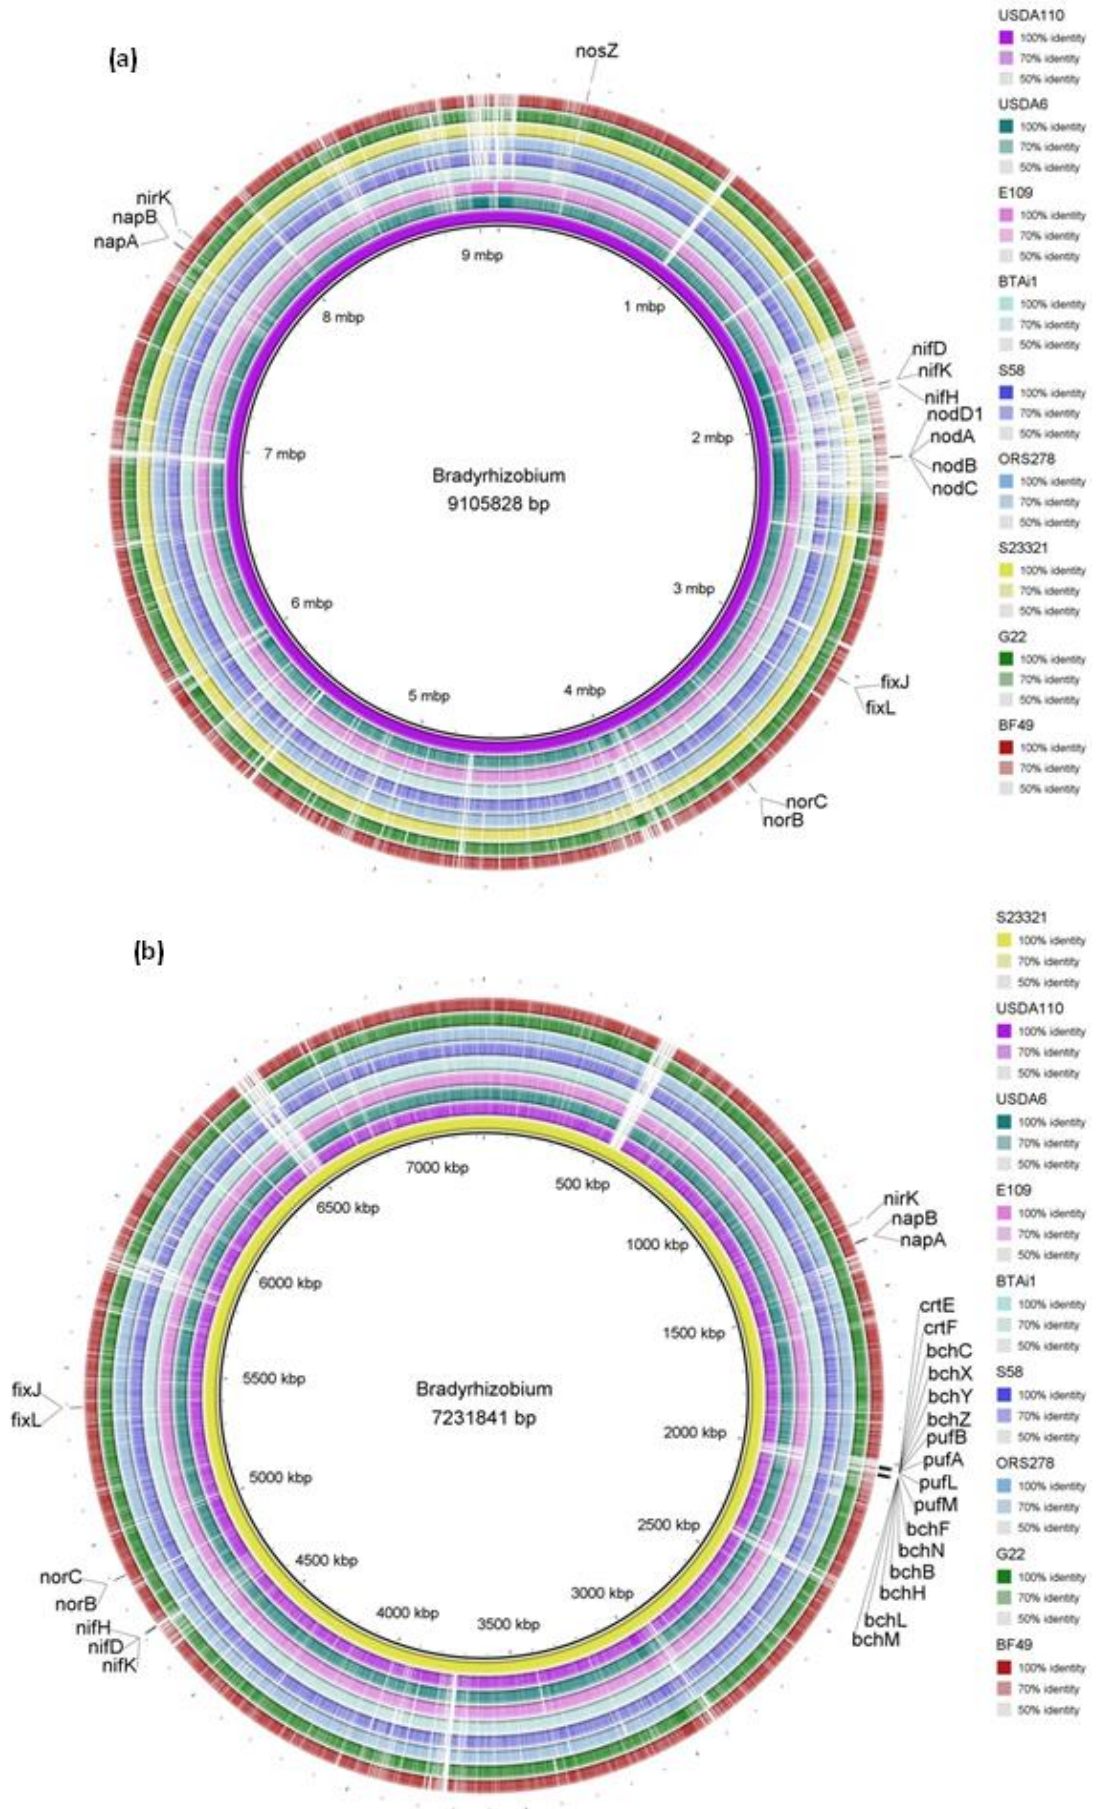 (a)
nosZ
nirK
napB
napA
nifD
nifK
nifH
nodD1
nodA
nodB
nodC
fixJ
fixL
norC
norB
9 mbp
1 mbp
2 mbp
3 mbp
4 mbp
5 mbp
6 mbp
7 mbp
8 mbp
Bradyrhizobium
9105828 bp
USDA110
100% identity
70% identity
50% identity
USDA6
100% identity
70% identity
50% identity
E109
100% identity
70% identity
50% identity
BTAi1
100% identity
70% identity
50% identity
S58
100% identity
70% identity
50% identity
ORS278
100% identity
70% identity
50% identity
S23321
100% identity
70% identity
50% identity
G22
100% identity
70% identity
50% identity
BF49
100% identity
70% identity
50% identity
(b)
nirK
napB
napA
crtE
crtF
bchC
bchX
bchY
bchZ
pufB
pufA
pufL
pufM
bchF
bchN
bchB
bchH
bchL
bchM
fixJ
fixL
norC
norB
nifH
nifD
nifK
7000 kbp
500 kbp
1000 kbp
1500 kbp
2000 kbp
2500 kbp
3000 kbp
3500 kbp
4000 kbp
4500 kbp
5000 kbp
5500 kbp
6000 kbp
6500 kbp
Bradyrhizobium
7231841 bp
S23321
100% identity
70% identity
50% identity
USDA110
100% identity
70% identity
50% identity
USDA6
100% identity
70% identity
50% identity
E109
100% identity
70% identity
50% identity
BTAi1
100% identity
70% identity
50% identity
S58
100% identity
70% identity
50% identity
ORS278
100% identity
70% identity
50% identity
G22
100% identity
70% identity
50% identity
BF49
100% identity
70% identity
50% identity